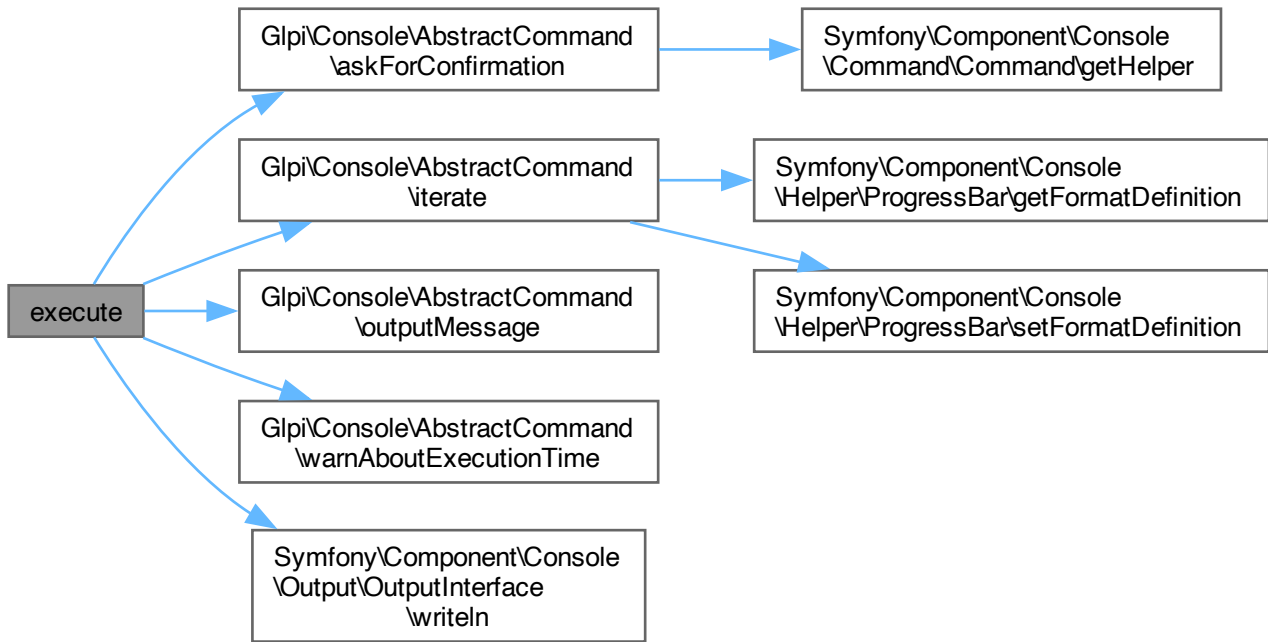 Glpi\Console\AbstractCommand
\askForConfirmation
Symfony\Component\Console
\Command\Command\getHelper
Glpi\Console\AbstractCommand
\iterate
Symfony\Component\Console
\Helper\ProgressBar\getFormatDefinition
execute
Glpi\Console\AbstractCommand
\outputMessage
Symfony\Component\Console
\Helper\ProgressBar\setFormatDefinition
Glpi\Console\AbstractCommand
\warnAboutExecutionTime
Symfony\Component\Console
\Output\OutputInterface
\writeln